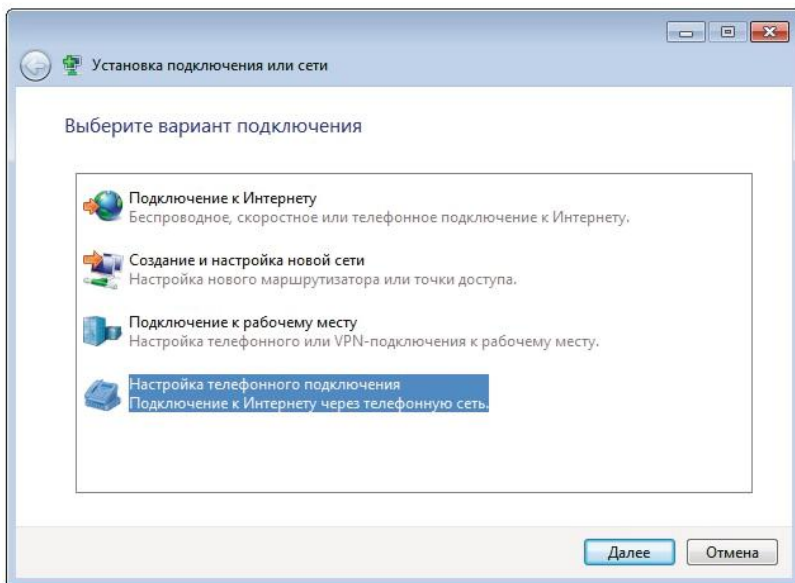 Установка подключения или сети
Выберите вариант подключения
Подключение к Интернету
Беспроводное, скоростное или телефонное подключение к Интернету.
Создание и настройка новой сети
Настройка нового маршрутизатора или точки доступа.
Подключение к рабочему месту
Настройка телефонного или VPN-подключения к рабочему месту.
Настройка телефонного подключения
Подключение к Интернету через телефонную сеть.
Далее
Отмена